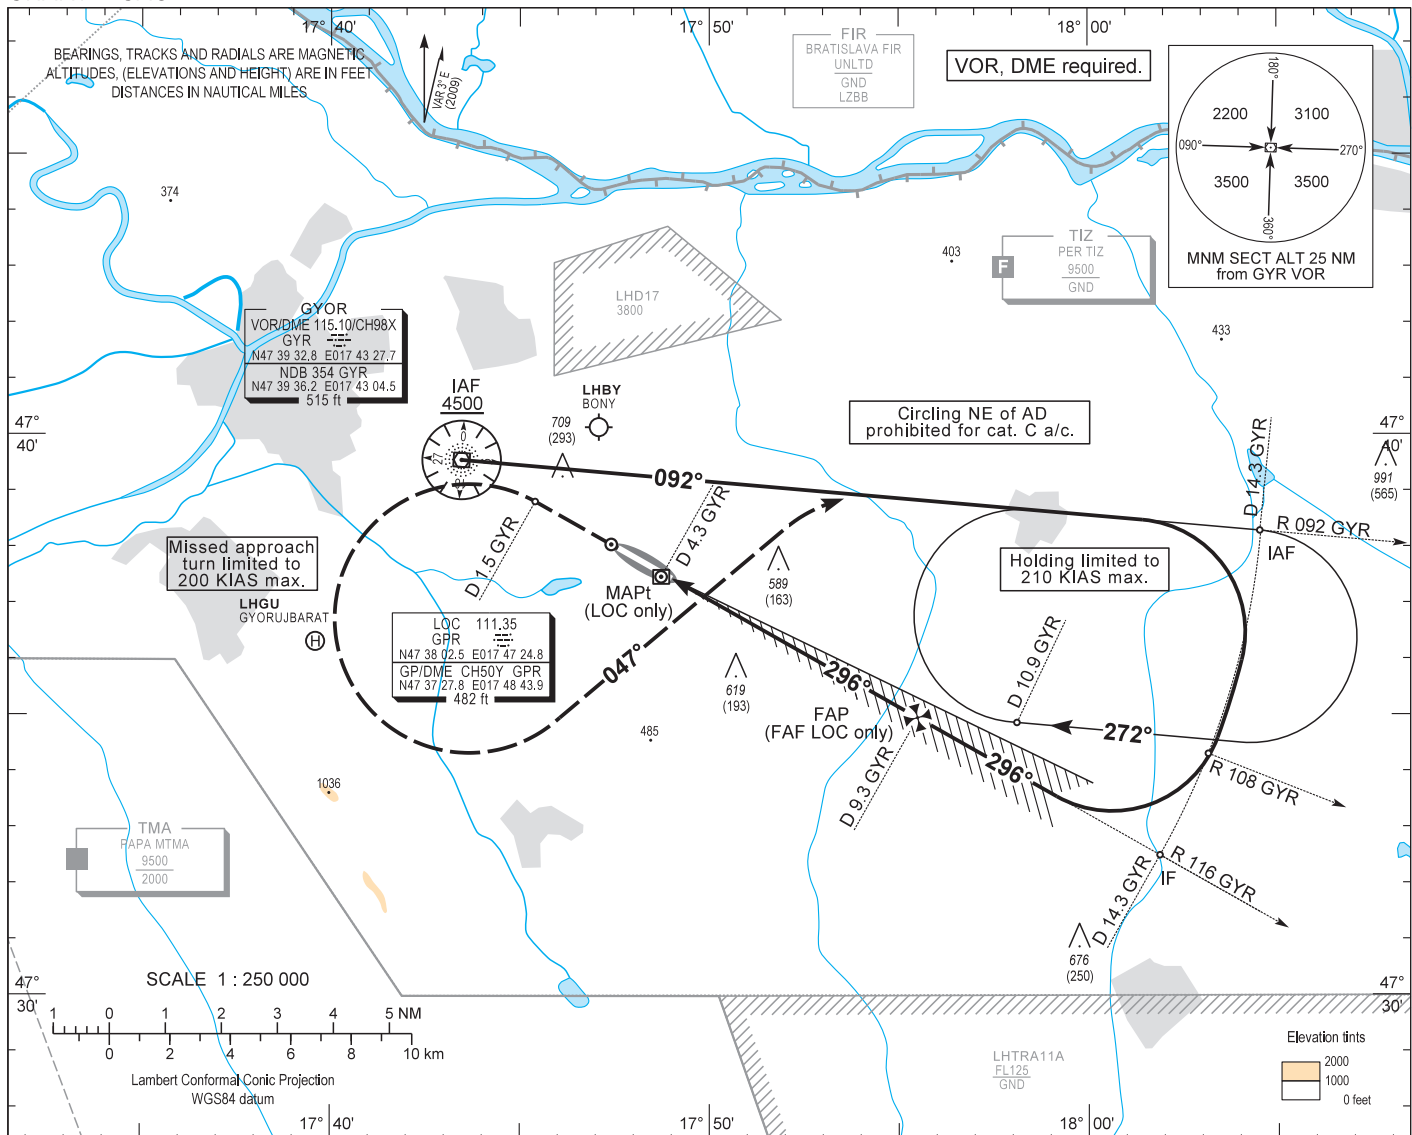 17° 40'
17° 50'
18° 00'
BEARINGS, TRACKS AND RADIALS ARE MAGNETIC
ALTITUDES, (ELEVATIONS AND HEIGHT) ARE IN FEET
DISTANCES IN NAUTICAL MILES
VAR 3° E
(2009)
FIR
BRATISLAVA FIR
UNLTD
GND
LZBB
VOR, DME required.
180°
2200
3100
090°
270°
3500
3500
360°
MNM SECT ALT 25 NM
from GYR VOR
374
403
TIZ
PER TIZ
9500
GND
F
433
LHD17
3800
GYOR
VOR/DME 115.10/CH98X
GYR
N47 39 32.8 E017 43 27.7
NDB 354 GYR
N47 39 36.2 E017 43 04.5
515 ft
IAF
4500
LHBY
BONY
709
(293)
Circling NE of AD
prohibited for cat. C a/c.
47°
40'
47°
40'
991
(565)
0
27
092°
D 14.3 GYR
R 092 GYR
IAF
D 1.5 GYR
D 4.3 GYR
Missed approach
turn limited to
200 KIAS max.
Holding limited to
210 KIAS max.
589
(163)
MAPt
(LOC only)
LHGU
GYORUJBARAT
H
LOC 111.35
GPR
N47 38 02.5 E017 47 24.8
GP/DME CH50Y GPR
N47 37 27.8 E017 48 43.9
482 ft
047°
296°
619
(193)
FAP
(FAF LOC only)
D 10.9 GYR
272°
485
D 9.3 GYR
296°
R 108 GYR
1036
TMA
PAPA MTMA
9500
2000
R 116 GYR
IF
D 14.3 GYR
676
(250)
47°
30'
47°
30'
SCALE 1 : 250 000
1 0 1 2 3 4 5 NM
0 2 4 6 8 10 km
Lambert Conformal Conic Projection
WGS84 datum
LHTRA11A
FL125
GND
Elevation tints
2000
1000
0 feet
17° 40'
17° 50'
18° 00'